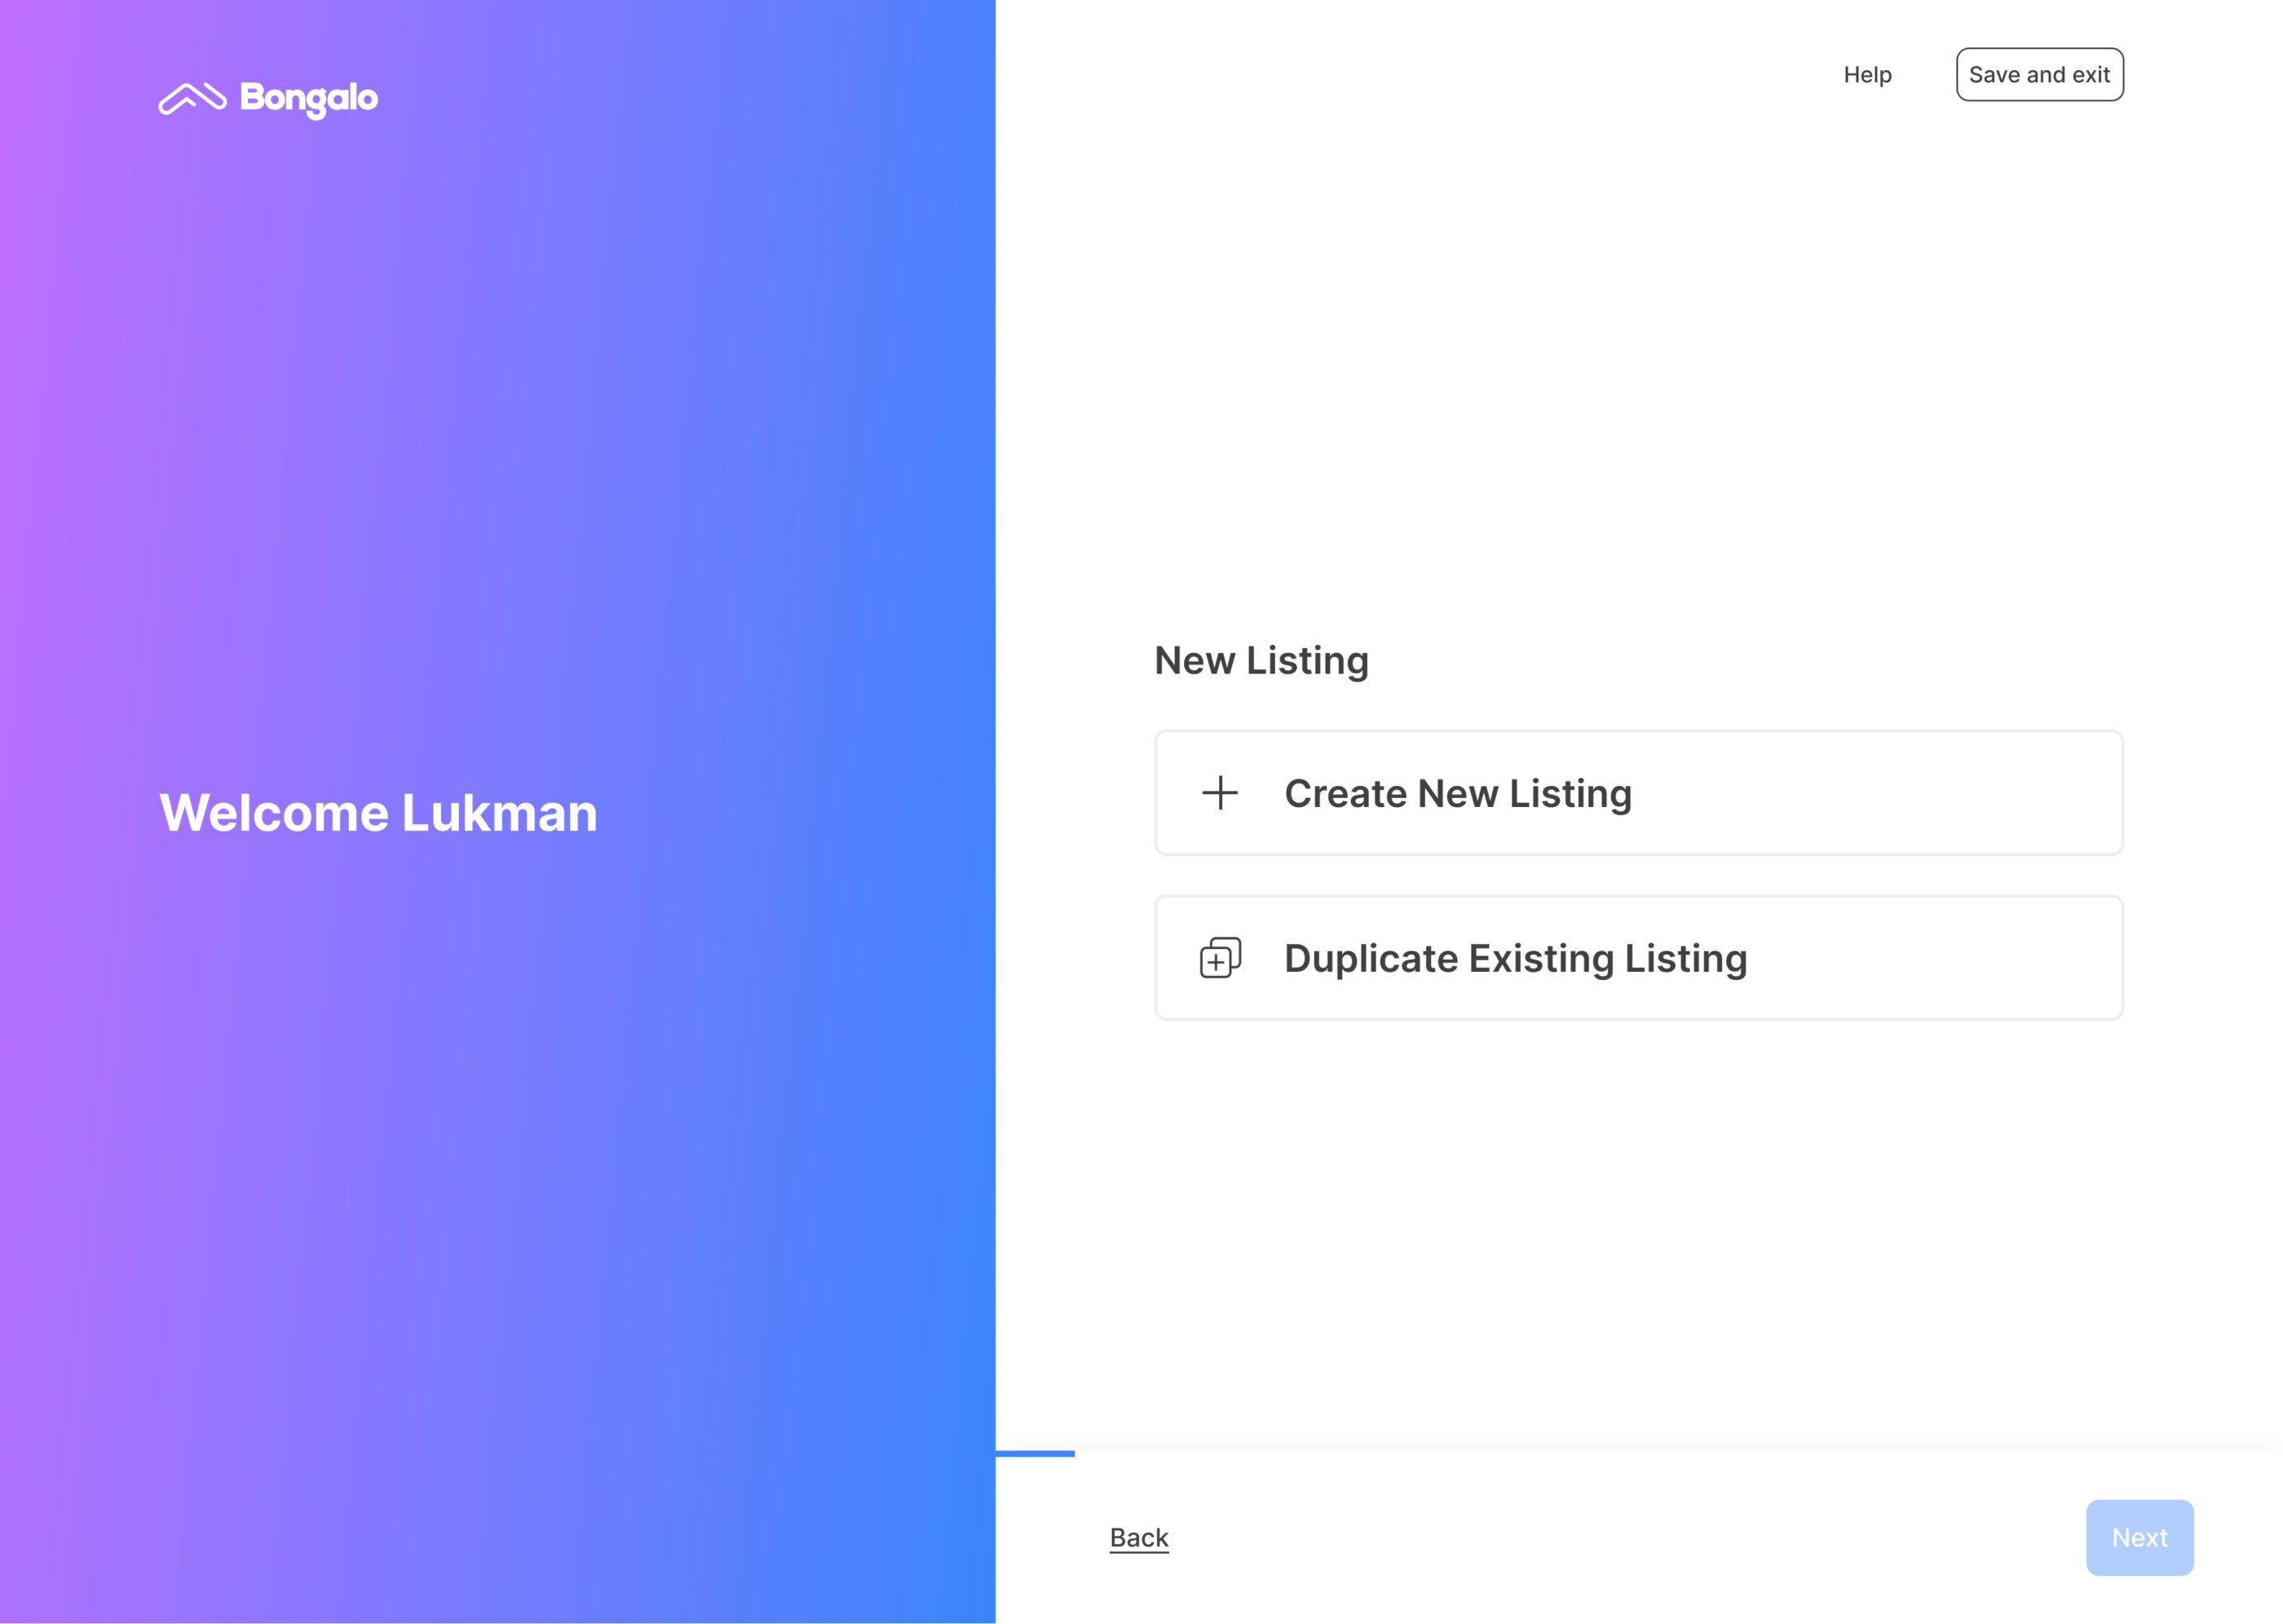 Bongalo
Help
Save and exit
Welcome Lukman
New Listing
Create New Listing
Duplicate Existing Listing
Back
Next